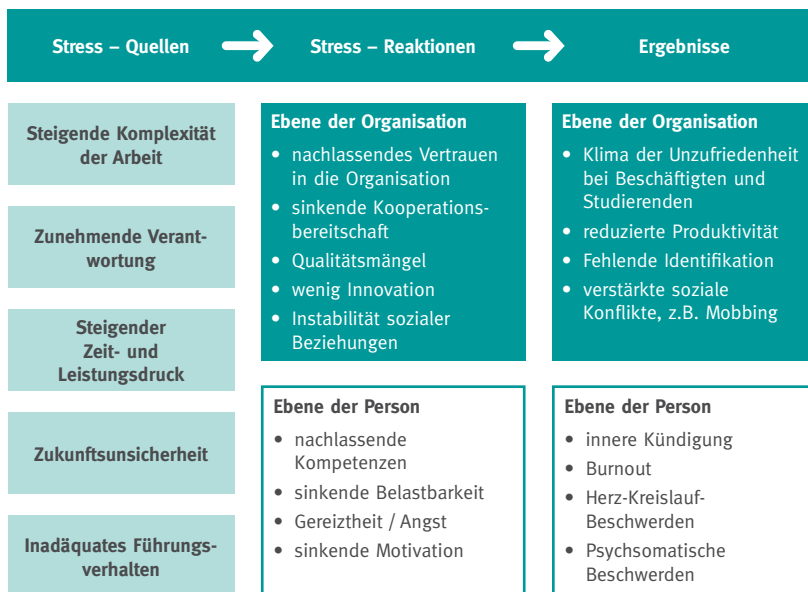 Stress – Quellen
Stress – Reaktionen
Ergebnisse
Steigende Komplexität
der Arbeit
Zunehmende Verant-
wortung
Steigender
Zeit- und
Leistungsdruck
Zukunftsunsicherheit
Inadäquates Führungs-
verhalten
Ebene der Organisation
• nachlassendes Vertrauen
in die Organisation
• sinkende Kooperations-
bereitschaft
• Qualitätsmängel
• wenig Innovation
• Instabilität sozialer
Beziehungen
Ebene der Person
• nachlassende
Kompetenzen
• sinkende Belastbarkeit
• Gereiztheit / Angst
• sinkende Motivation
Ebene der Organisation
• Klima der Unzufriedenheit
bei Beschäftigten und
Studierenden
• reduzierte Produktivität
• Fehlende Identifikation
• verstärkte soziale
Konflikte, z.B. Mobbing
Ebene der Person
• innere Kündigung
• Burnout
• Herz-Kreislauf-
Beschwerden
• Psychsomatische
Beschwerden